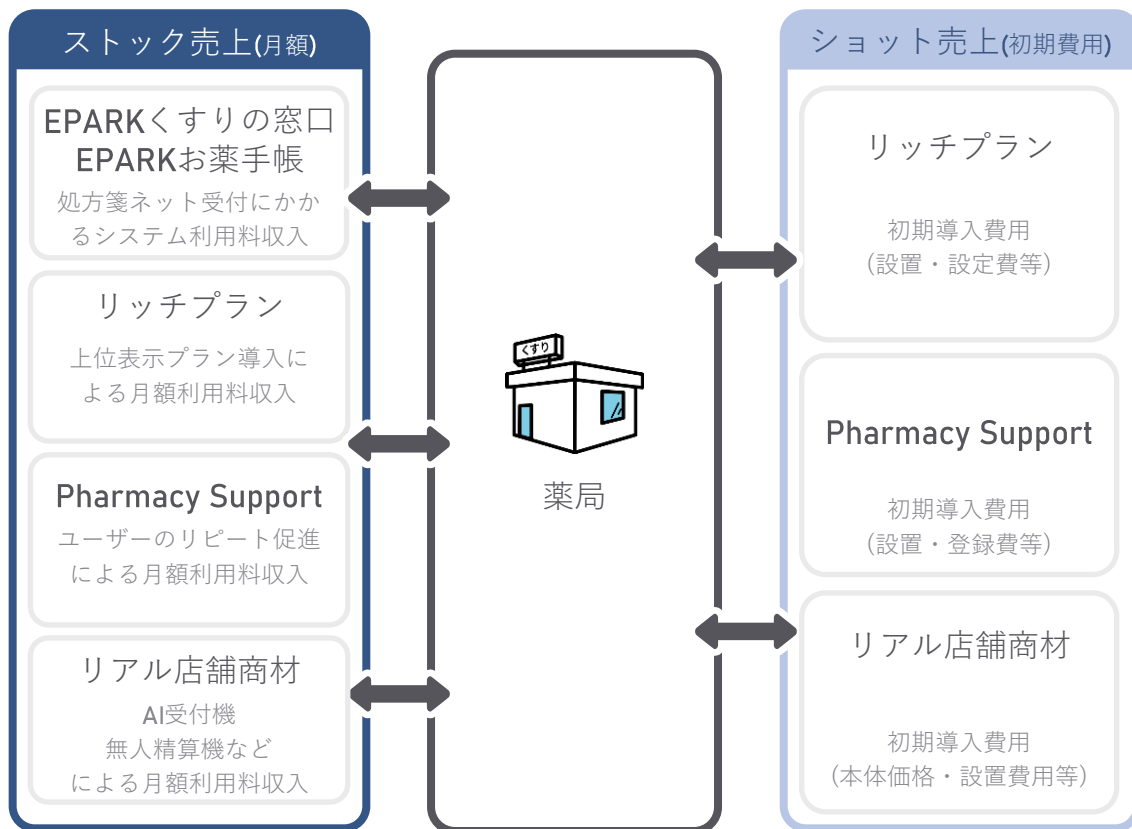 ストック売上(月額)
EPARKくすりの窓口
EPARKお薬手帳
処方箋ネット受付にかか
るシステム利用料収入
リッチプラン
上位表示プラン導入に
よる月額利用料収入
Pharmacy Support
ユーザーのリピート促進
による月額利用料収入
リアル店舗商材
AI受付機
無人精算機など
による月額利用料収入
くすり
薬局
ショット売上(初期費用)
リッチプラン
初期導入費用
(設置・設定費等)
Pharmacy Support
初期導入費用
(設置・登録費等)
リアル店舗商材
初期導入費用
(本体価格・設置費用等)